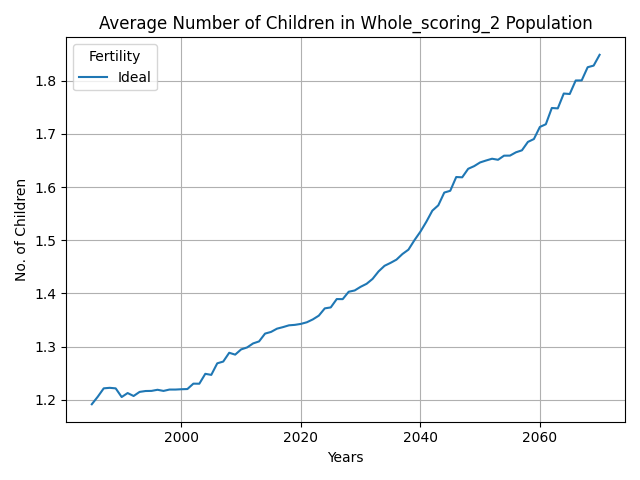 Average Number of Children in Whole_scoring_2 Population
Fertility
Ideal
No. of Children
1.8
1.7
1.6
1.5
1.4
1.3
1.2
2000 2020 2040 2060
Years